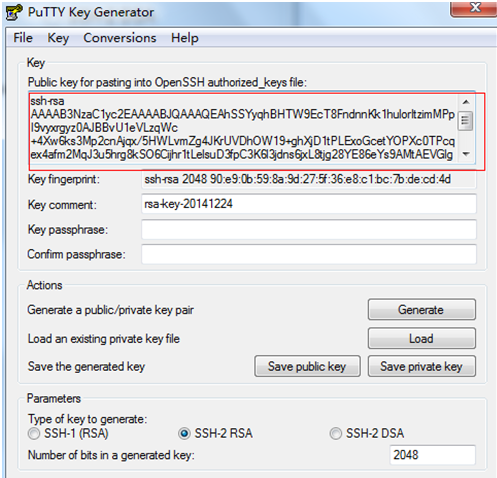 PuTTY Key Generator
File Key Conversions Help
Key
Public key for pasting into OpenSSH authorized_keys file:
ssh-rsa
AAAAB3NzaC1yc2EAAAABJQAAAQEAhSSYyqhBHTW9EcT8FndnnKk1hulorltzimMPp
I9vyxrgyz0AJBBvU1eVLzqWc
+4Xw6ks3Mp2cnAjqx/5HWLvmZg4JKrUVDhOW19+ghXjD1tPLExoGcetYOPXc0TPcq
ex4afm2MqJ3u5hrg8kSO6Cijhr1tLelsuD3fpC3K6l3jdns6jxL8tjg28YE86eYs9AMtAEVGlg
Key fingerprint: ssh-rsa 2048 90:e9:0b:59:8a:9d:27:5f:36:e8:c1:bc:7b:de:cd:4d
Key comment: rsa-key-20141224
Key passphrase:
Confirm passphrase:
Actions
Generate a public/private key pair Generate
Load an existing private key file Load
Save the generated key Save public key Save private key
Parameters
Type of key to generate:
SSH-1 (RSA) SSH-2 RSA SSH-2 DSA
Number of bits in a generated key: 2048